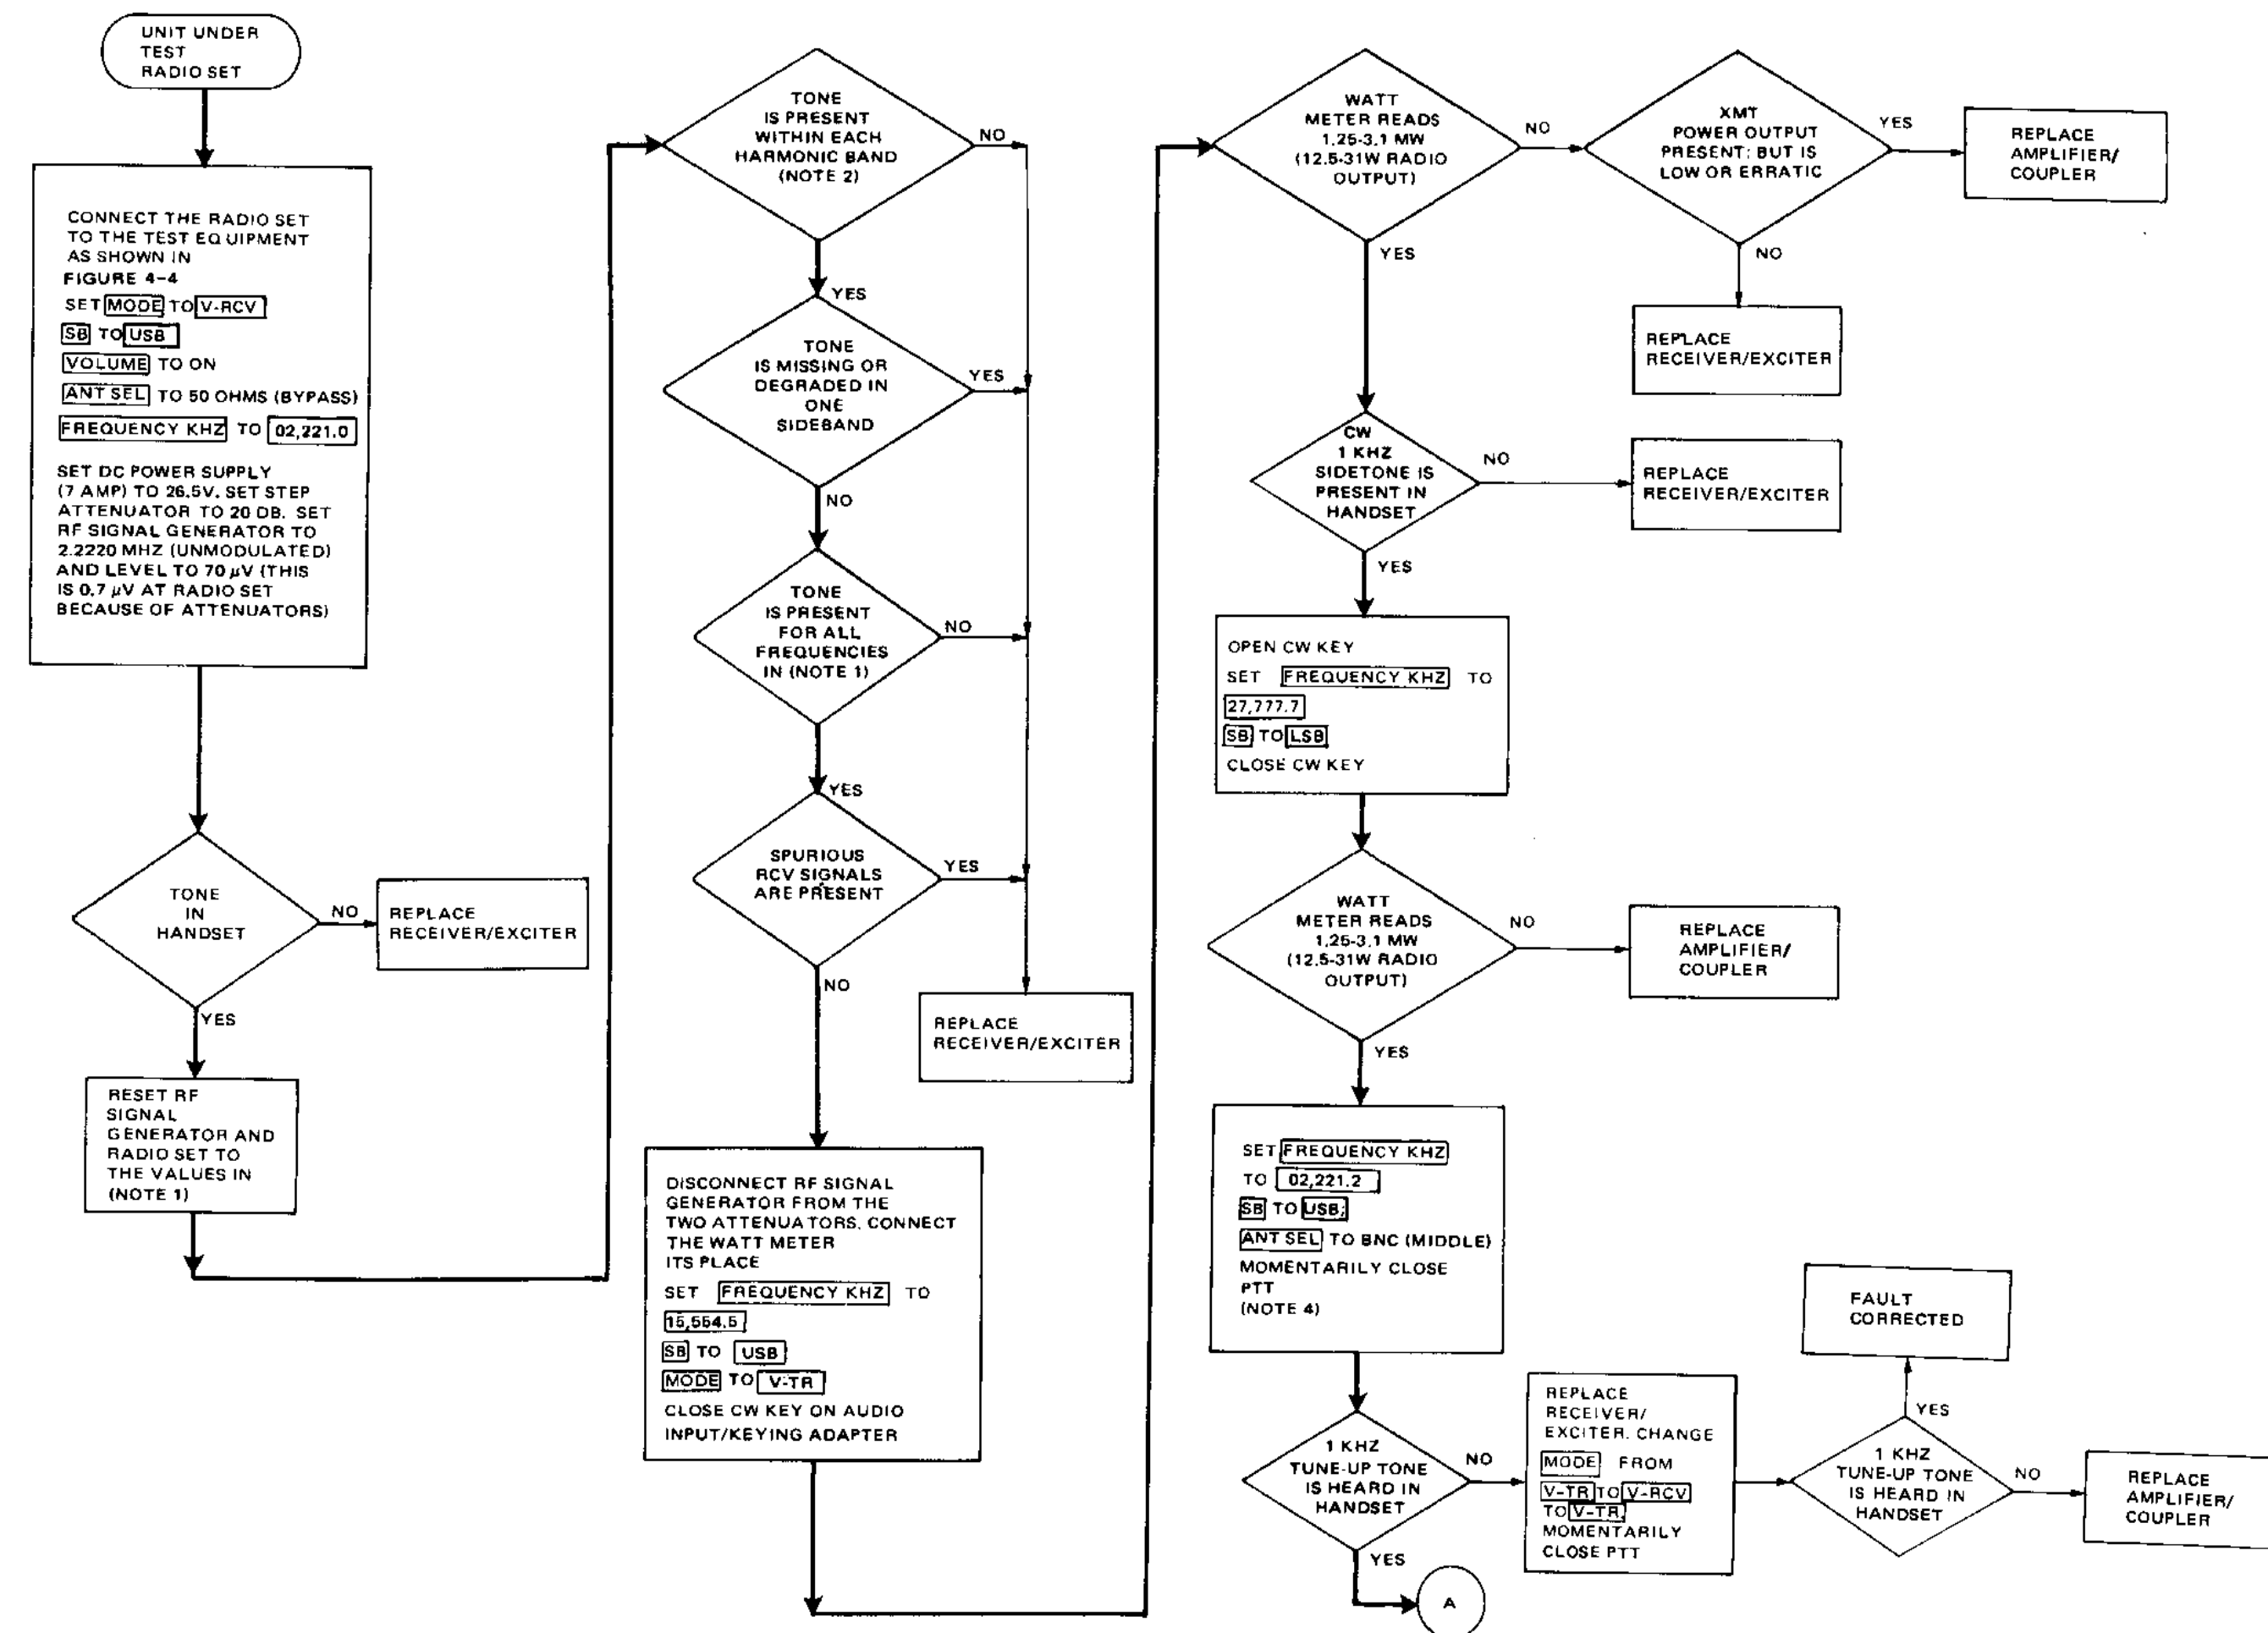 UNIT UNDER
TEST
RADIO SET
CONNECT THE RADIO SET
TO THE TEST EQUIPMENT
AS SHOWN IN
FIGURE 4-4
SET MODE TO V-RCV
SB TO USB
VOLUME TO ON
ANT SEL TO 50 OHMS (BYPASS)
FREQUENCY KHZ TO 02,221.0
SET DC POWER SUPPLY
(7 AMP) TO 26.5V. SET STEP
ATTENUATOR TO 20 DB. SET
RF SIGNAL GENERATOR TO
2.2220 MHZ (UNMODULATED)
AND LEVEL TO 70 µV (THIS
IS 0.7 µV AT RADIO SET
BECAUSE OF ATTENUATORS)
TONE
IN
HANDSET
NO
REPLACE
RECEIVER/EXCITER
YES
RESET RF
SIGNAL
GENERATOR AND
RADIO SET TO
THE VALUES IN
(NOTE 1)
TONE
IS PRESENT
WITHIN EACH
HARMONIC BAND
(NOTE 2)
NO
YES
TONE
IS MISSING OR
DEGRADED IN
ONE
SIDEBAND
YES
NO
TONE
IS PRESENT
FOR ALL
FREQUENCIES
IN (NOTE 1)
NO
YES
SPURIOUS
RCV SIGNALS
ARE PRESENT
YES
NO
REPLACE
RECEIVER/EXCITER
DISCONNECT RF SIGNAL
GENERATOR FROM THE
TWO ATTENUATORS. CONNECT
THE WATT METER
ITS PLACE
SET FREQUENCY KHZ TO
15,554.5
SB TO USB
MODE TO V-TR
CLOSE CW KEY ON AUDIO
INPUT/KEYING ADAPTER
WATT
METER READS
1.25-3.1 MW
(12.5-31W RADIO
OUTPUT)
NO
YES
XMT
POWER OUTPUT
PRESENT; BUT IS
LOW OR ERRATIC
YES
REPLACE
AMPLIFIER/
COUPLER
NO
REPLACE
RECEIVER/EXCITER
CW
1 KHZ
SIDETONE IS
PRESENT IN
HANDSET
NO
REPLACE
RECEIVER/EXCITER
YES
OPEN CW KEY
SET FREQUENCY KHZ TO
27,777.7
SB TO LSB
CLOSE CW KEY
WATT
METER READS
1.25-3.1 MW
(12.5-31W RADIO
OUTPUT)
NO
REPLACE
AMPLIFIER/
COUPLER
YES
SET FREQUENCY KHZ
TO 02,221.2
SB TO USB;
ANT SEL TO BNC (MIDDLE)
MOMENTARILY CLOSE
PTT
(NOTE 4)
1 KHZ
TUNE-UP TONE
IS HEARD IN
HANDSET
NO
YES
A
REPLACE
RECEIVER/
EXCITER. CHANGE
MODE FROM
V-TR TO V-RCV
TO V-TR.
MOMENTARILY
CLOSE PTT
1 KHZ
TUNE-UP TONE
IS HEARD IN
HANDSET
YES
FAULT
CORRECTED
NO
REPLACE
AMPLIFIER/
COUPLER